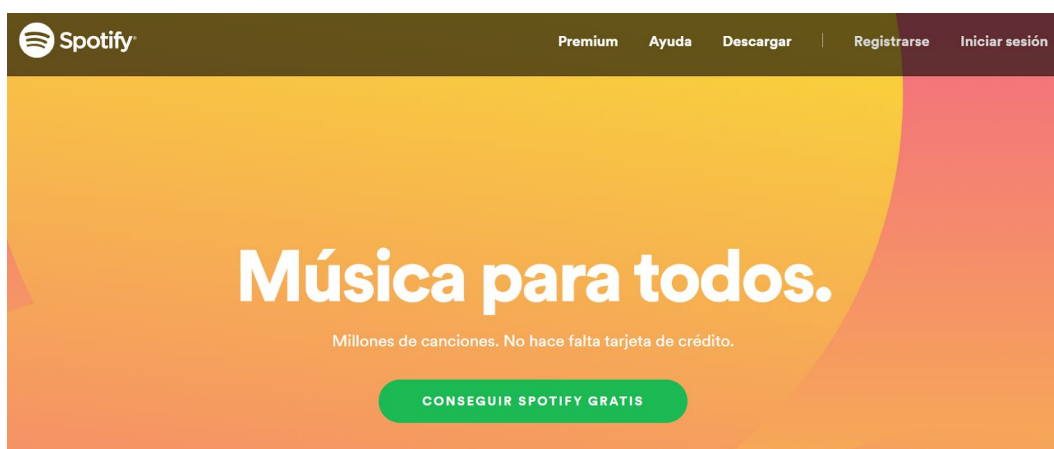 Spotify
Premium Ayuda Descargar Registrarse Iniciar sesión
Música para todos.
Millones de canciones. No hace falta tarjeta de crédito.
CONSEGUIR SPOTIFY GRATIS